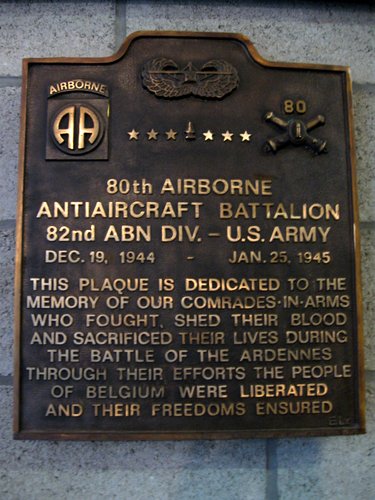 AIRBORNE
AA
80
80th AIRBORNE
ANTIAIRCRAFT BATTALION
82nd ABN DIV. – U.S. ARMY
DEC. 19, 1944 - JAN. 25, 1945
THIS PLAQUE IS DEDICATED TO THE
MEMORY OF OUR COMRADES-IN-ARMS
WHO FOUGHT, SHED THEIR BLOOD
AND SACRIFICED THEIR LIVES DURING
THE BATTLE OF THE ARDENNES
THROUGH THEIR EFFORTS THE PEOPLE
OF BELGIUM WERE LIBERATED
AND THEIR FREEDOMS ENSURED